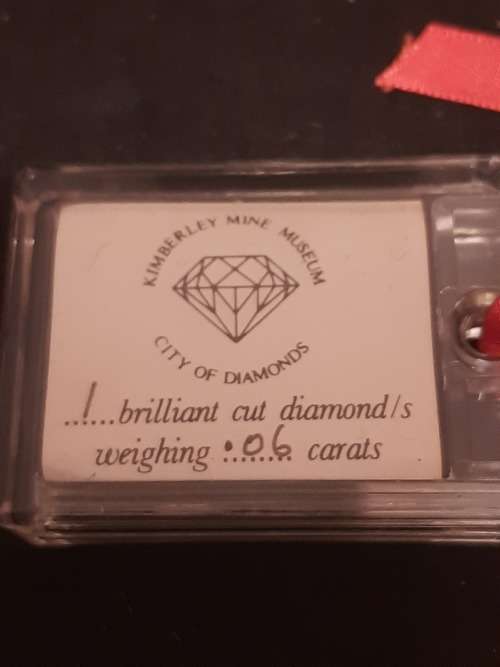 KIMBERLEY MINE MUSEUM
CITY OF DIAMONDS
..1....brilliant cut diamond/s
weighing .06 carats